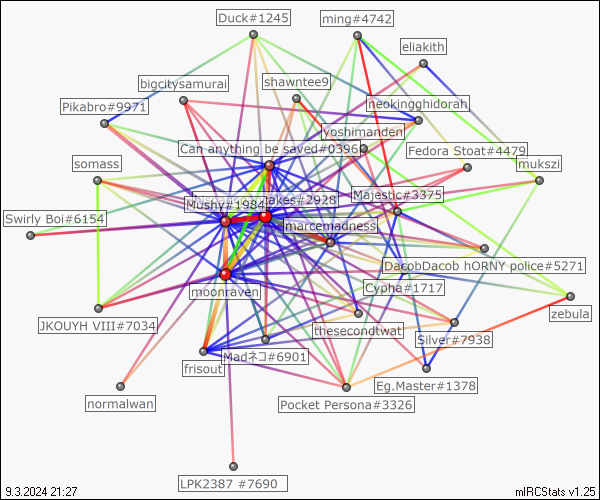 Duck#1245
ming#4742
eliakith
shawntee9
bigcitysamurai
neokingghidorah
Pikabro#9971
yoshimanden
Can anything be saved#0396
Fedora Stoat#4479
somass
mukszi
Majestic#3375
Mushy#1984
akes#2928
Swirly Boi#6154
marcemadness
DacobDacob hORNY police#5271
Cypha#1717
moonraven
zebula
JKOUYH VIII#7034
thesecondtwat
Silver#7938
Madネコ#6901
frisout
Eg.Master#1378
normalwan
Pocket Persona#3326
LPK2387 #7690
9.3.2024 21:27
mIRCStats v1.25